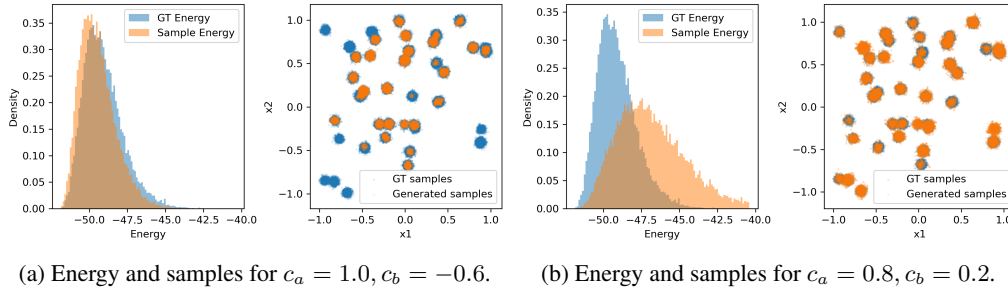 GT Energy
Sample Energy
0.35
0.30
0.25
0.20
0.15
0.10
0.05
0.00
Density
−50.0 −47.5 −45.0 −42.5 −40.0
Energy
1.0
0.5
0.0
−0.5
−1.0
x2
GT samples
Generated samples
−1.0 −0.5 0.0 0.5 1.0
x1
GT Energy
Sample Energy
0.35
0.30
0.25
0.20
0.15
0.10
0.05
0.00
Density
−50.0 −47.5 −45.0 −42.5 −40.0
Energy
1.0
0.5
0.0
−0.5
−1.0
x2
GT samples
Generated samples
−1.0 −0.5 0.0 0.5 1.0
x1
(a) Energy and samples for c_a = 1.0, c_b = −0.6.
(b) Energy and samples for c_a = 0.8, c_b = 0.2.